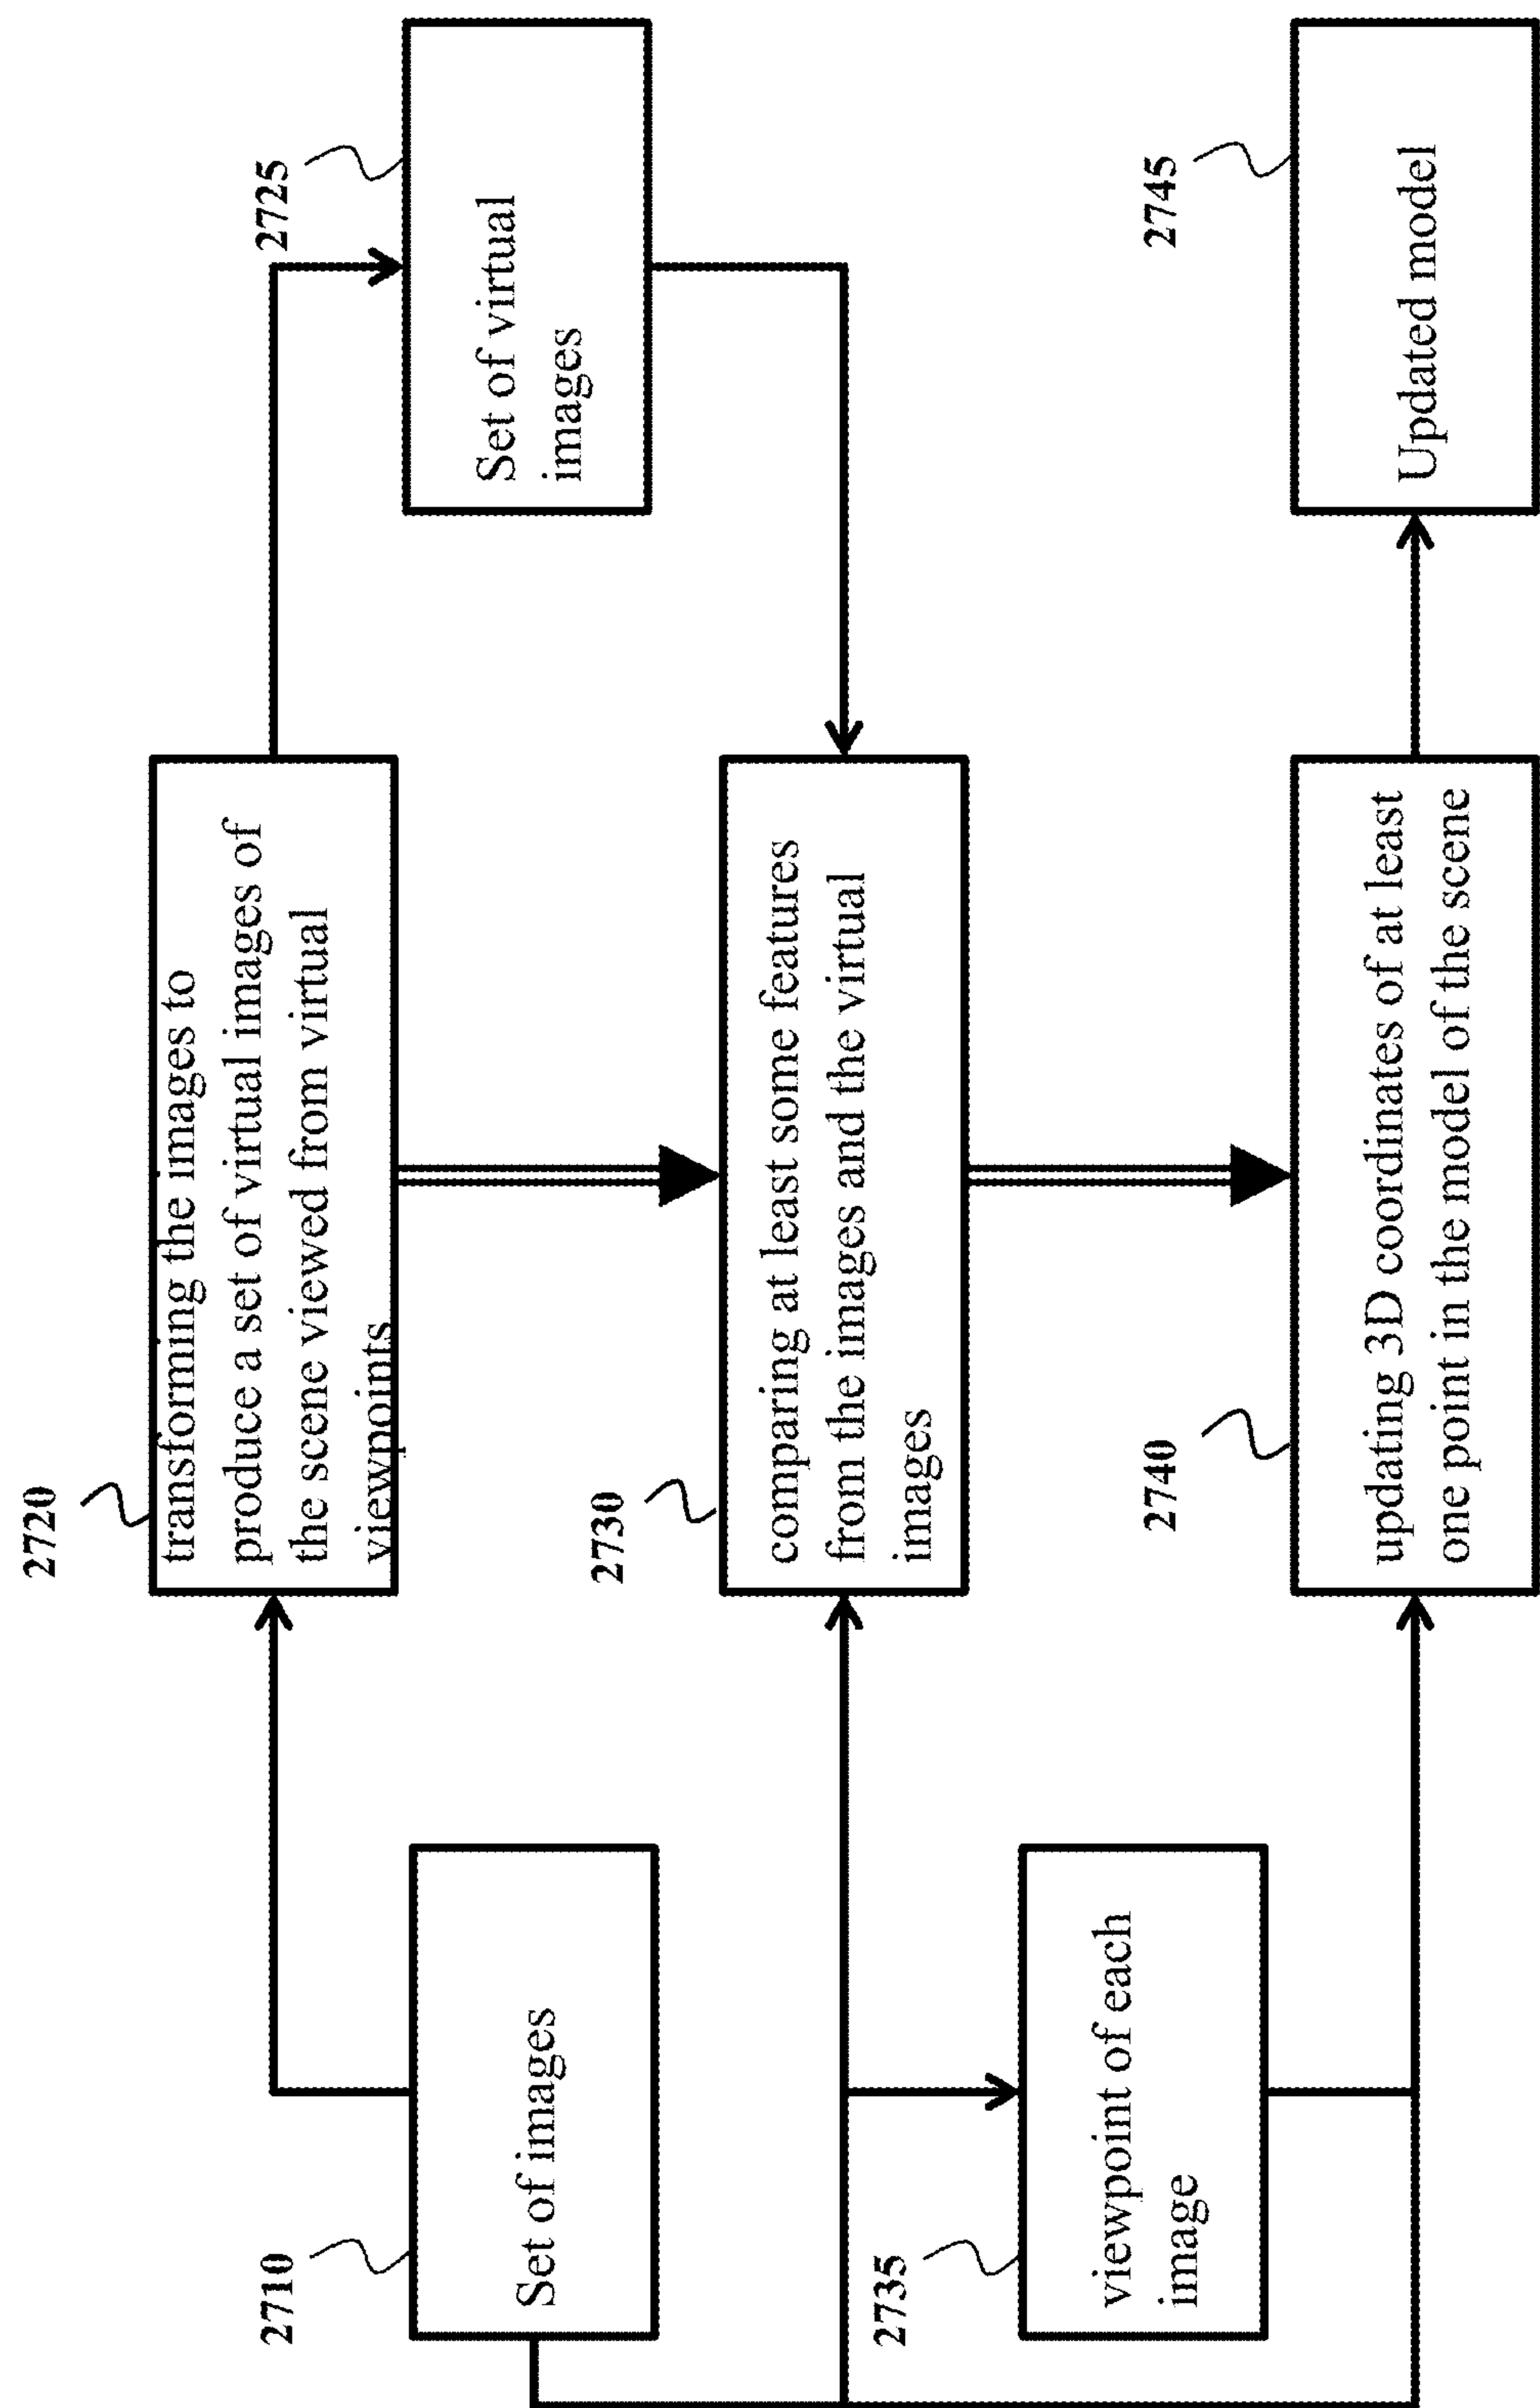 2710
Set of images
2720
transforming the images to
produce a set of virtual images of
the scene viewed from virtual
viewpoints
2725
Set of virtual
images
2730
comparing at least some features
from the images and the virtual
images
2735
viewpoint of each
image
2740
updating 3D coordinates of at least
one point in the model of the scene
2745
Updated model